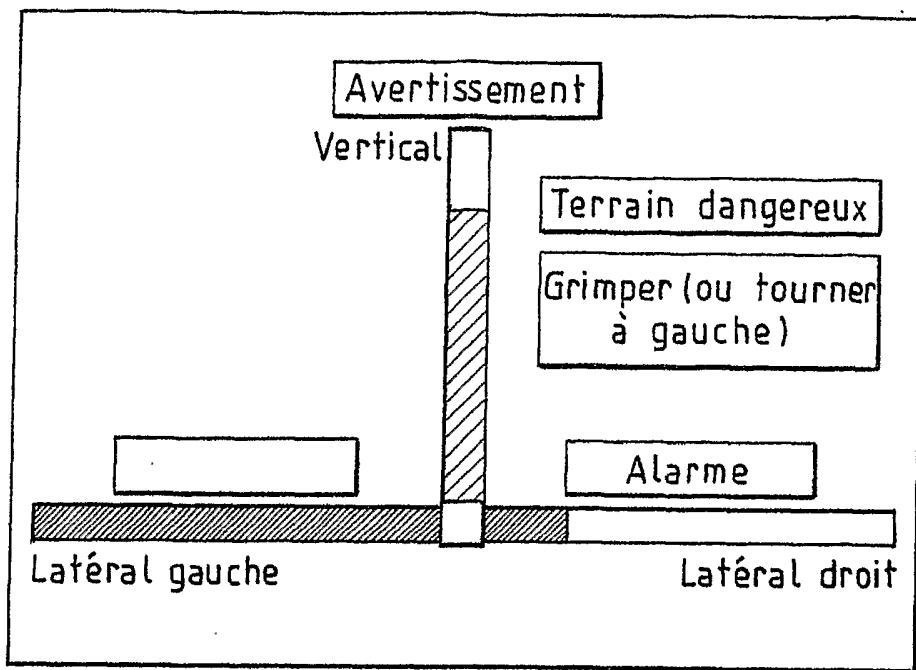 Avertissement
Vertical
Terrain dangereux
Grimper (ou tourner
à gauche)
Alarme
Latéral gauche
Latéral droit